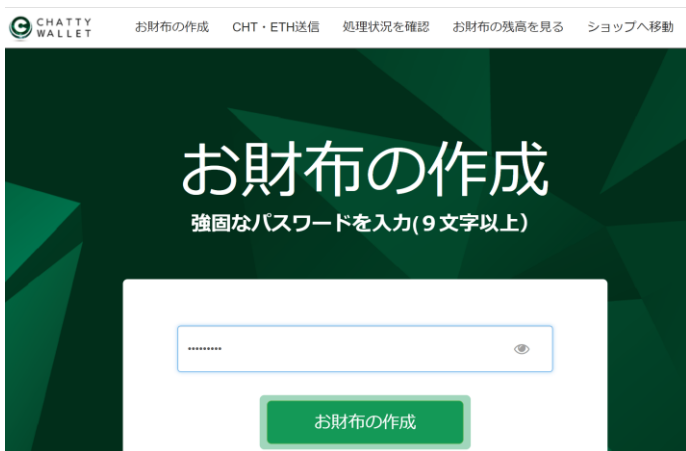 CHATTY
WALLET
お財布の作成 CHT・ETH送信 処理状況を確認 お財布の残高を見る ショップへ移動
お財布の作成
強固なパスワードを入力(９文字以上)
•••••••••
お財布の作成